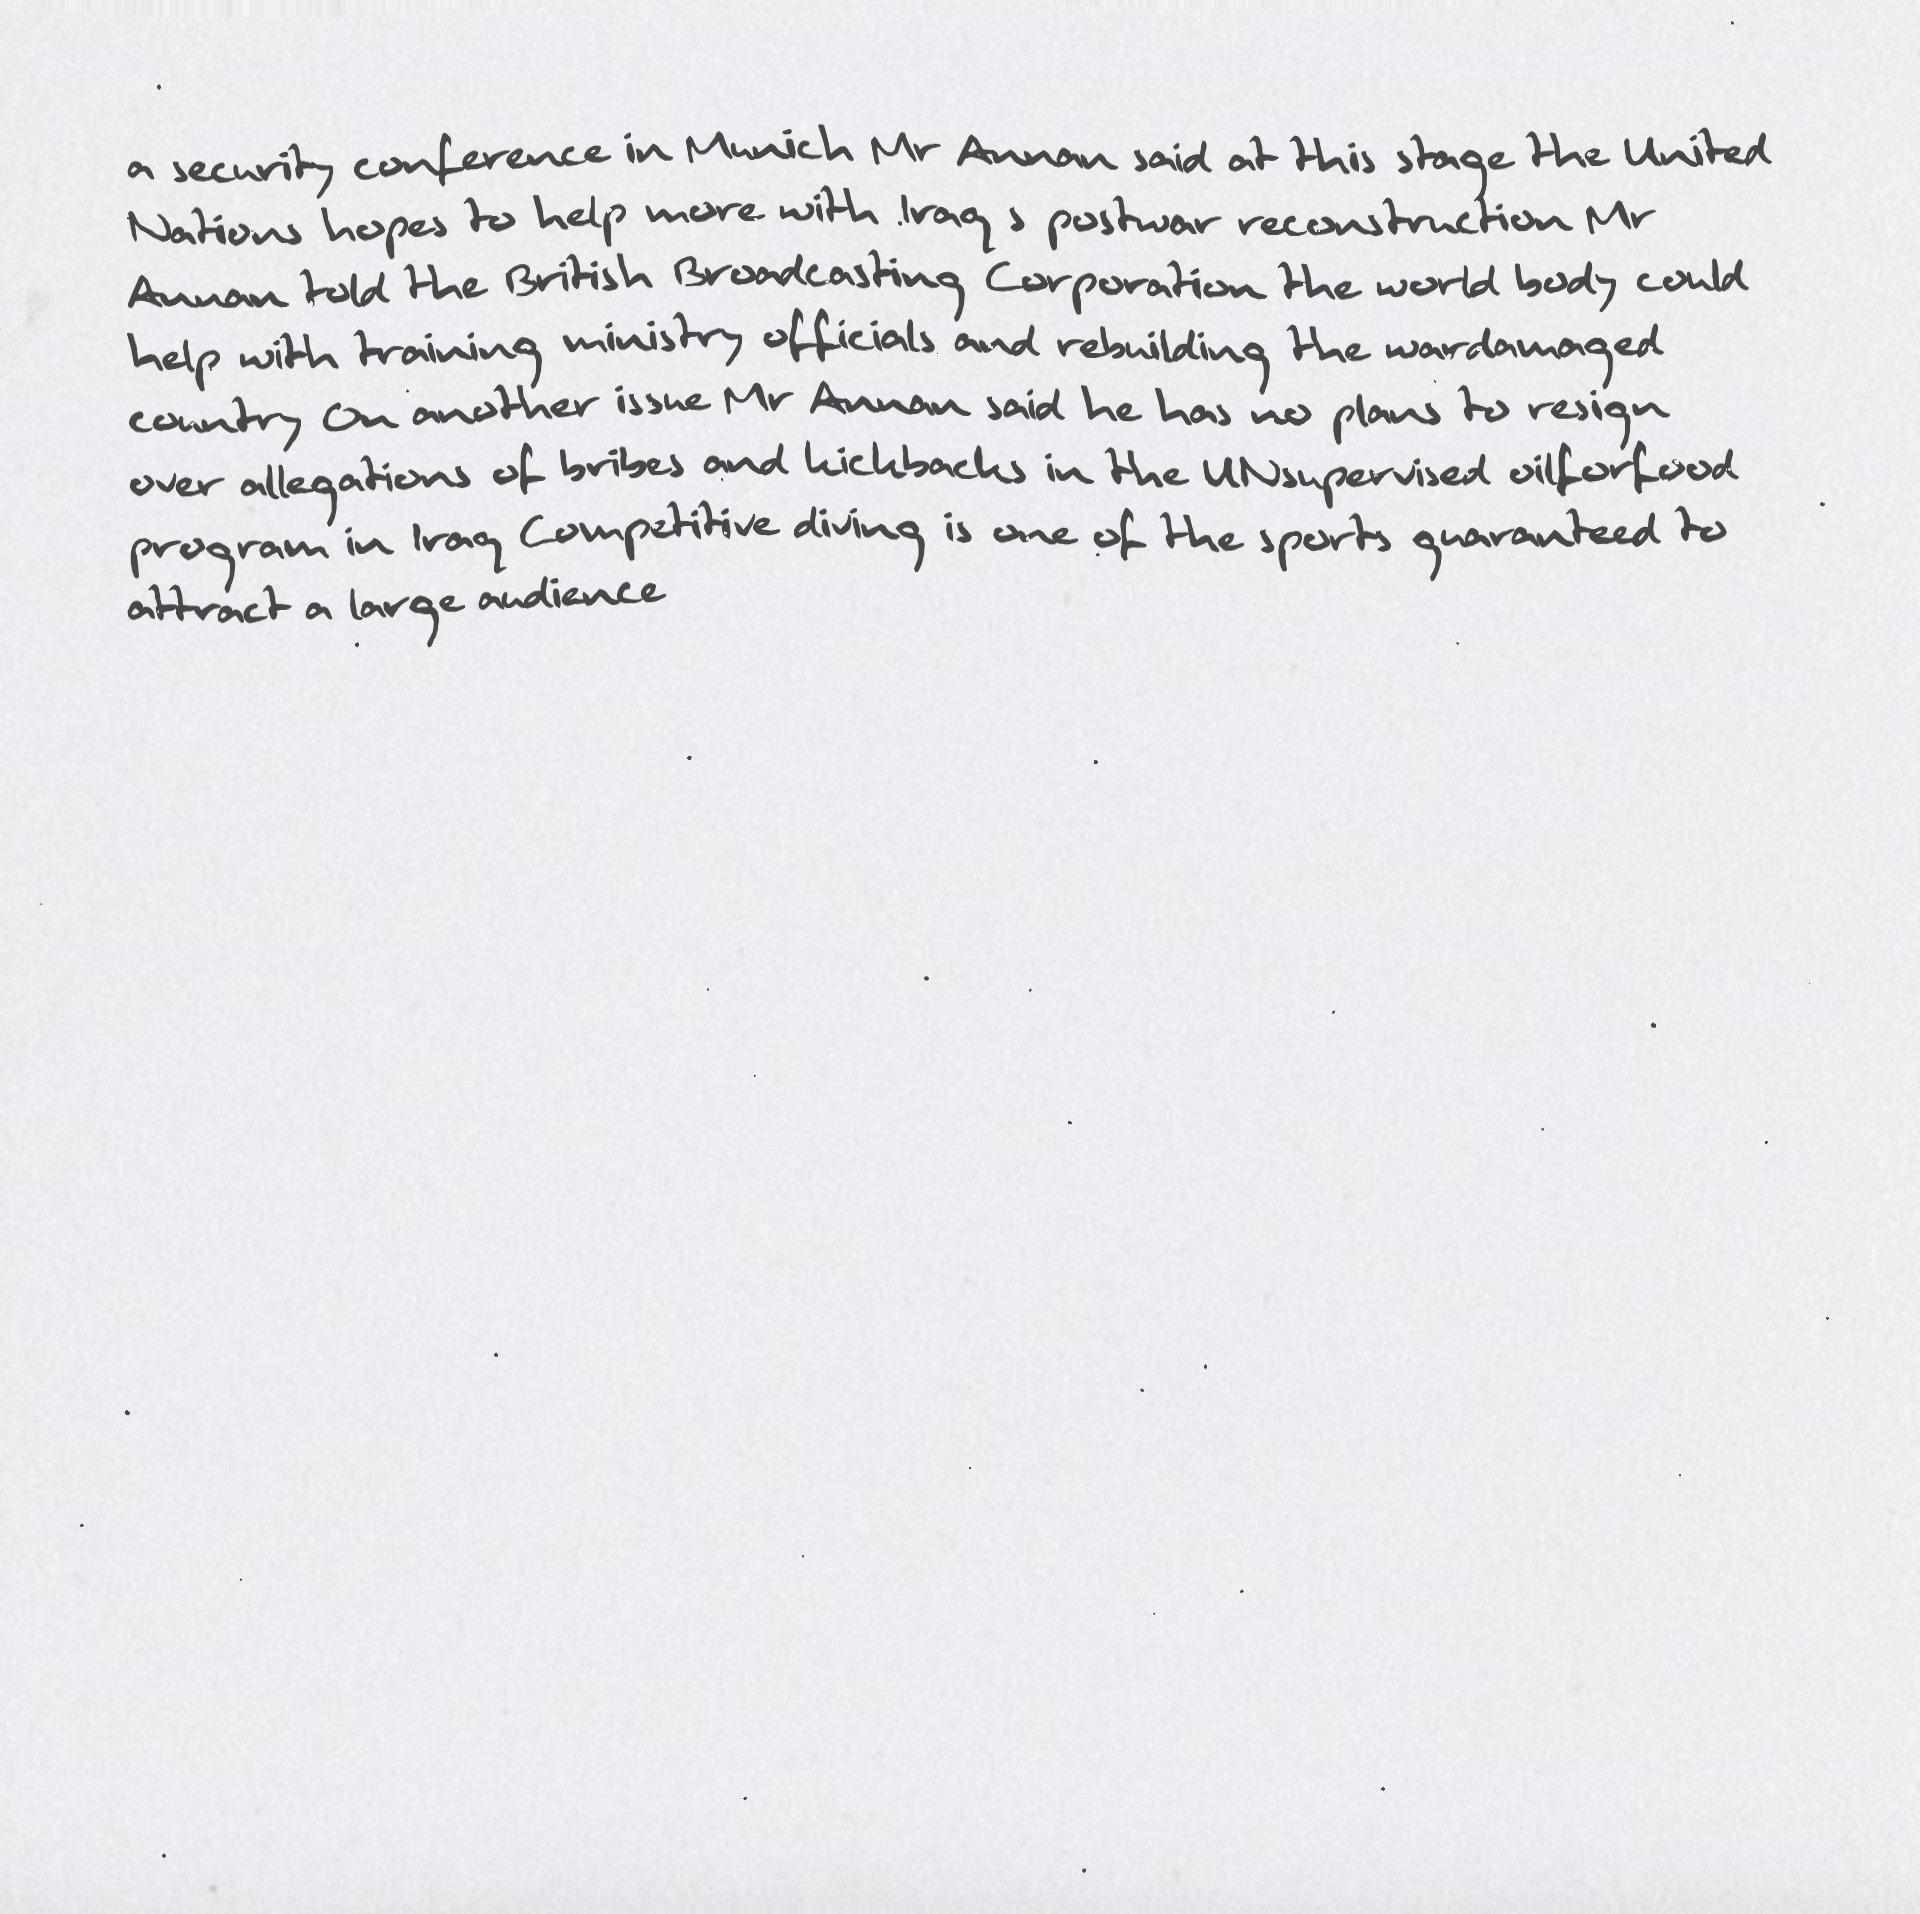 a security conference in Munich Mr Annan said at this stage the United
Nations hopes to help more with Iraq s postwar reconstruction Mr
Annan told the British Broadcasting Corporation the world body could
help with training ministry officials and rebuilding the wardamaged
country On another issue Mr Annan said he has no plans to resign
over allegations of bribes and kickbacks in the UNsupervised oilforfood
program in Iraq Competitive diving is one of the sports guaranteed to
attract a large audience